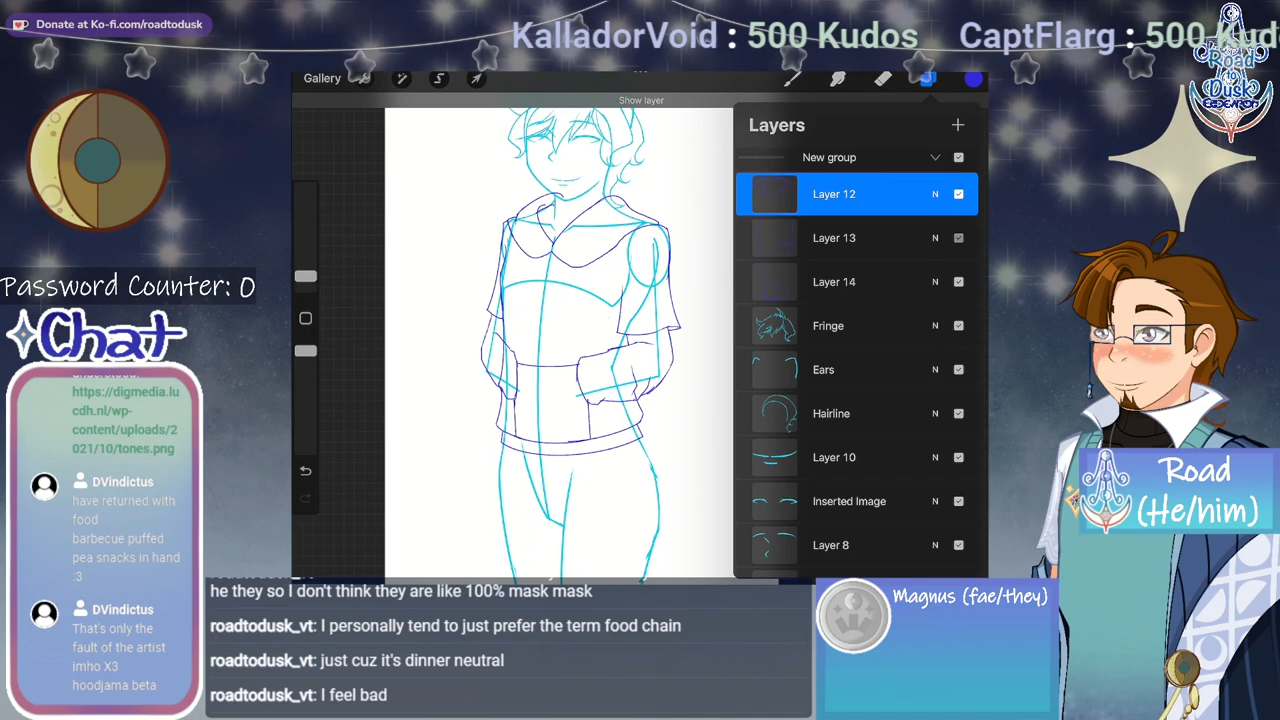 Donate at Ko-fi.com/roadtodusk
KalladorVoid : 500 Kudos CaptFlarg : 500 Kud
Road
to
Dusk
Gallery
Show layer
Layers
New group
Layer 12 N
Layer 13 N
Layer 14 N
Fringe N
Ears N
Hairline N
Layer 10 N
Inserted Image N
Layer 8 N
Password Counter: 0
Chat
https://digmedia.lu
cdh.nl/wp-
content/uploads/2
021/10/tones.png
DVindictus
have returned with
food
barbecue puffed
pea snacks in hand
:3
DVindictus
That's only the
fault of the artist
imho X3
hoodjama beta
he they so I don't think they are like 100% mask mask
roadtodusk_vt: I personally tend to just prefer the term food chain
roadtodusk_vt: just cuz it's dinner neutral
roadtodusk_vt: I feel bad
Magnus (fae/they)
Road
(He/him)